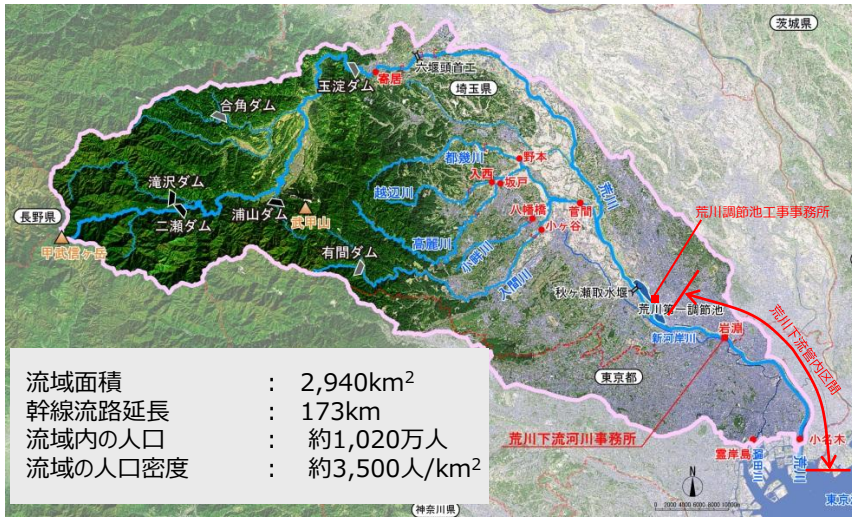 茨城県
六堰頭首工
寄居
玉淀ダム
埼玉県
合角ダム
都幾川
野本
入西
坂戸
越辺川
荒川
滝沢ダム
長野県
二瀬ダム
浦山ダム
武甲山
八幡橋
菅間
小ヶ谷
荒川調節池工事事務所
甲武信ヶ岳
有間ダム
高麗川
小畔川
入間川
秋ヶ瀬取水堰
荒川第一調節池
荒川下流管内区間
新河岸川
岩淵
東京都
流域面積 : 2,940km²
幹線流路延長 : 173km
流域内の人口 : 約1,020万人
流域の人口密度 : 約3,500人/km²
荒川下流河川事務所
小名木
霊岸島
隅田川
荒川
N
0 2000 4000 6000 8000 10000m
東京
神奈川県